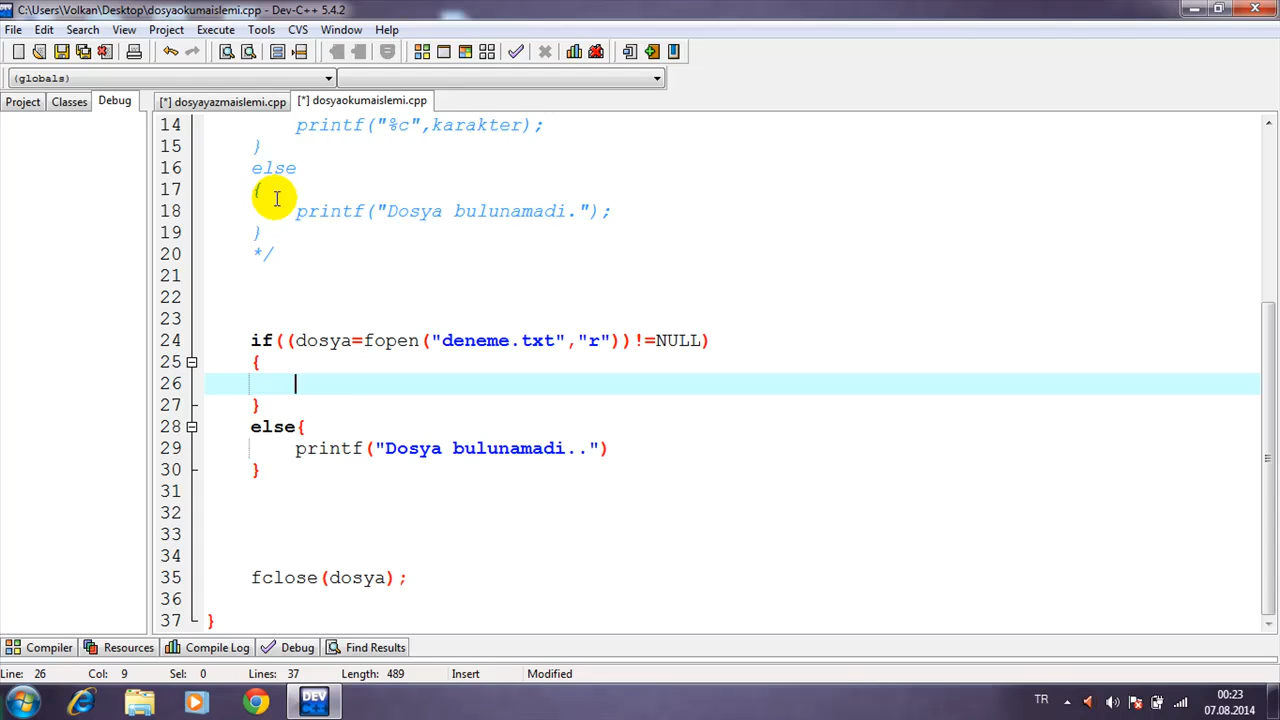 C:\Users\Volkan\Desktop\dosyaokumaislemi.cpp - Dev-C++ 5.4.2
File Edit Search View Project Execute Tools CVS Window Help
(globals)
Project Classes Debug [*] dosyayazmaislemi.cpp [*] dosyaokumaislemi.cpp
14 printf("%c",karakter);
15 }
16 else
17 {
18 printf("Dosya bulunamadi.");
19 }
20 */
21
22
23
24 if((dosya=fopen("deneme.txt","r"))!=NULL)
25 {
26
27 }
28 else{
29 printf("Dosya bulunamadi..")
30 }
31
32
33
34
35 fclose(dosya);
36
37 }
Compiler Resources Compile Log Debug Find Results
Line: 26 Col: 9 Sel: 0 Lines: 37 Length: 489 Insert Modified
DEV C++ TR 00:23
07.08.2014